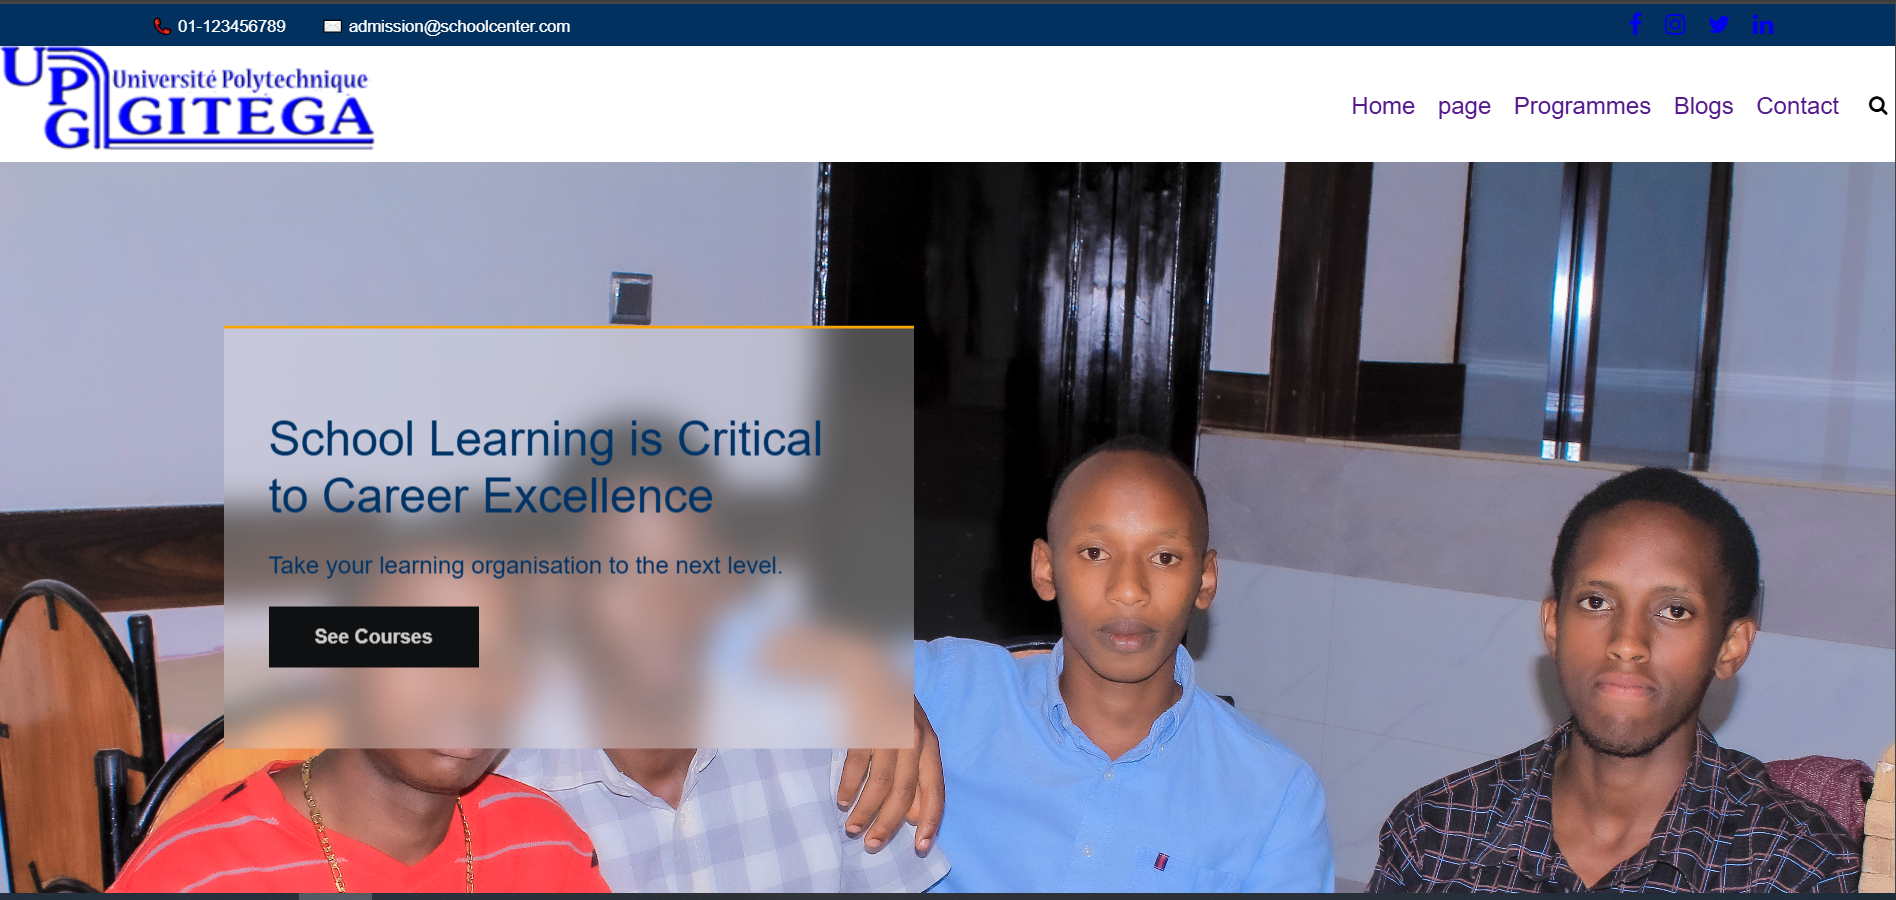 01-123456789
admission@schoolcenter.com
UPG
Université Polytechnique
GITEGA
Home page Programmes Blogs Contact
School Learning is Critical
to Career Excellence
Take your learning organisation to the next level.
See Courses